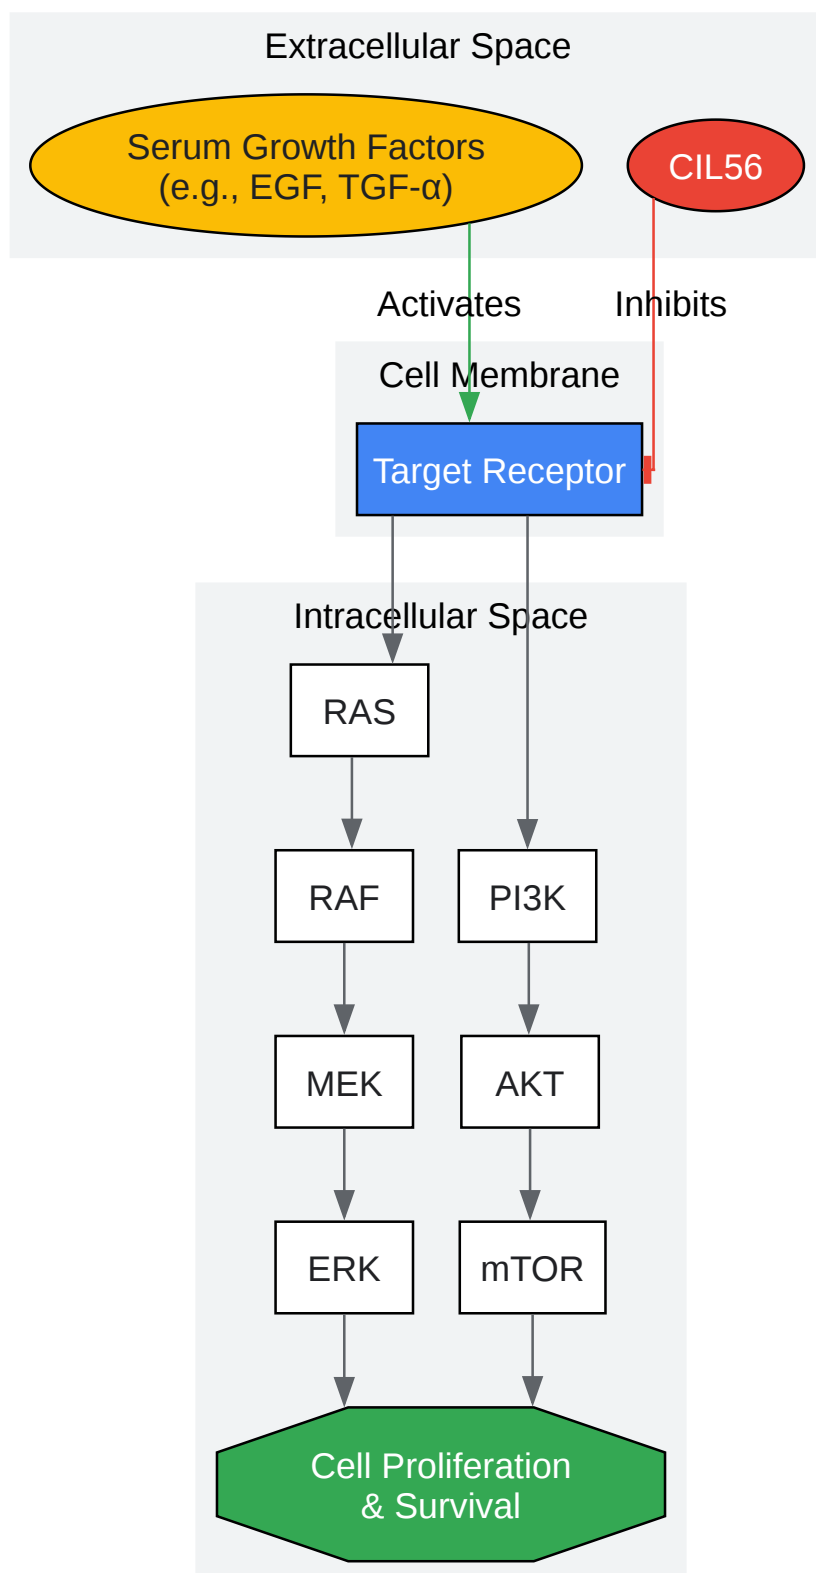 Extracellular Space
Serum Growth Factors
(e.g., EGF, TGF-α)
CIL56
Activates
Inhibits
Cell Membrane
Target Receptor
Intracellular Space
RAS
RAF
PI3K
MEK
AKT
ERK
mTOR
Cell Proliferation
& Survival